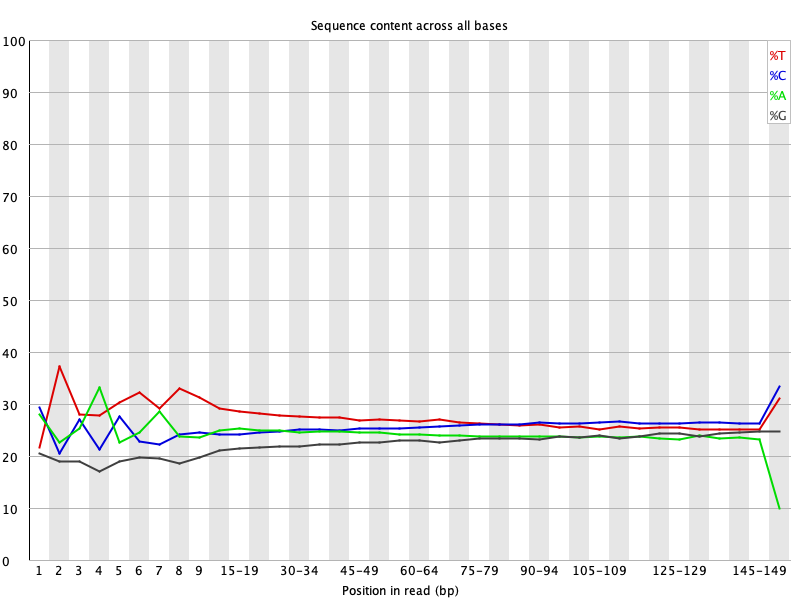 Sequence content across all bases
100
90
80
70
60
50
40
30
20
10
0
%T
%C
%A
%G
1 2 3 4 5 6 7 8 9 15-19 30-34 45-49 60-64 75-79 90-94 105-109 125-129 145-149
Position in read (bp)